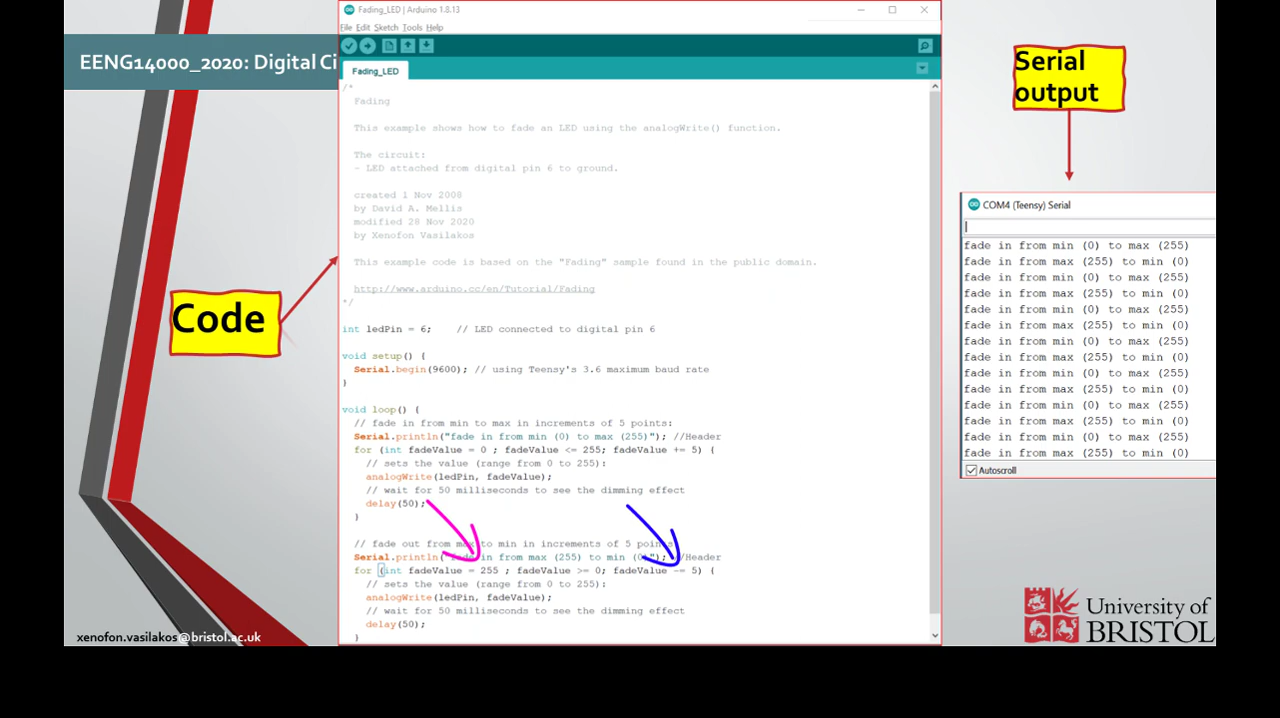 Fading_LED | Arduino 1.8.13
File Edit Sketch Tools Help
EENG14000_2020: Digital Ci
Fading_LED
/*
Fading
This example shows how to fade an LED using the analogWrite() function.
The circuit:
- LED attached from digital pin 6 to ground.
created 1 Nov 2008
by David A. Mellis
modified 28 Nov 2020
by Xenofon Vasilakos
This example code is based on the "Fading" sample found in the public domain.
http://www.arduino.cc/en/Tutorial/Fading
*/
int ledPin = 6;    // LED connected to digital pin 6
void setup() {
Serial.begin(9600); // using Teensy's 3.6 maximum baud rate
}
void loop() {
// fade in from min to max in increments of 5 points:
Serial.println("fade in from min (0) to max (255)"); //Header
for (int fadeValue = 0 ; fadeValue <= 255; fadeValue += 5) {
// sets the value (range from 0 to 255):
analogWrite(ledPin, fadeValue);
// wait for 50 milliseconds to see the dimming effect
delay(50);
}
// fade out from max to min in increments of 5 points
Serial.println("fade in from max (255) to min (0)"); //Header
for (int fadeValue = 255 ; fadeValue >= 0; fadeValue -= 5) {
// sets the value (range from 0 to 255):
analogWrite(ledPin, fadeValue);
// wait for 50 milliseconds to see the dimming effect
delay(50);
}
Code
Serial
output
COM4 (Teensy) Serial
fade in from min (0) to max (255)
fade in from max (255) to min (0)
fade in from min (0) to max (255)
fade in from max (255) to min (0)
fade in from min (0) to max (255)
fade in from max (255) to min (0)
fade in from min (0) to max (255)
fade in from max (255) to min (0)
fade in from min (0) to max (255)
fade in from max (255) to min (0)
fade in from min (0) to max (255)
fade in from max (255) to min (0)
fade in from min (0) to max (255)
fade in from max (255) to min (0)
Autoscroll
xenofon.vasilakos@bristol.ac.uk
University of
BRISTOL